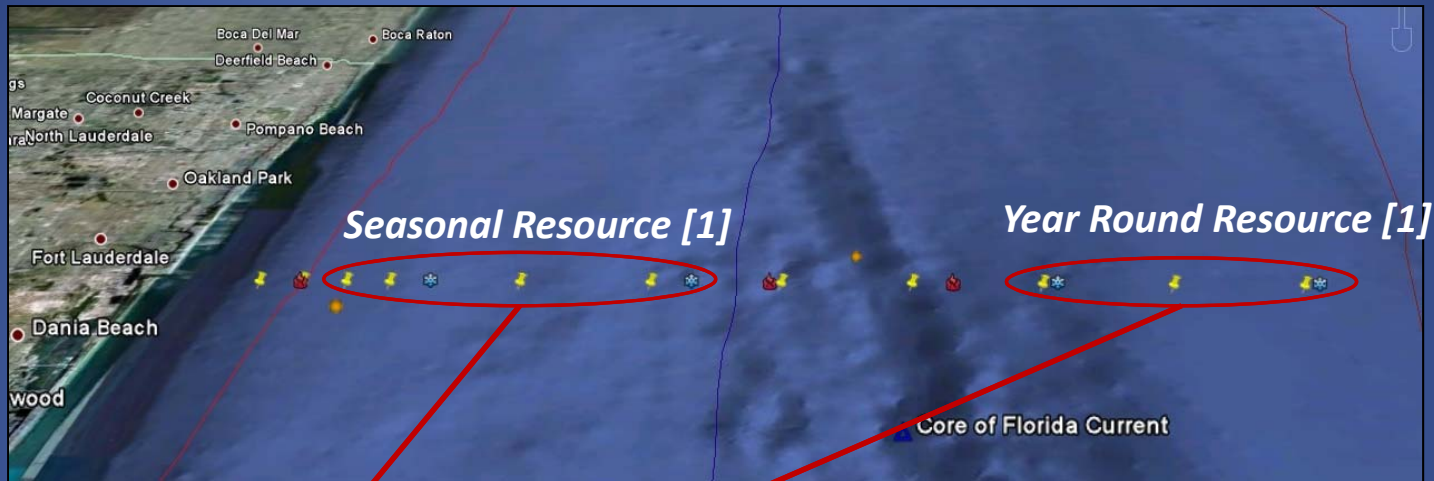 Boca Del Mar
Boca Raton
Deerfield Beach
gs
Coconut Creek
Margate
Pompano Beach
North Lauderdale
Oakland Park
Seasonal Resource [1]
Year Round Resource [1]
Fort Lauderdale
Dania Beach
wood
Core of Florida Current